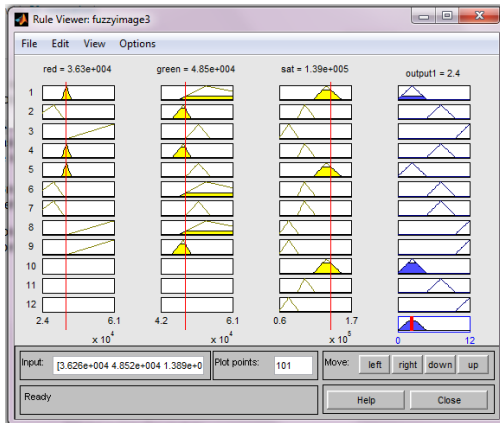 Rule Viewer: fuzzyimage3
File Edit View Options
red = 3.63e+004 green = 4.85e+004 sat = 1.39e+005 output1 = 2.4
1
2
3
4
5
6
7
8
9
10
11
12
2.4 6.1 4.2 6.1 0.6 1.7
x 10^4 x 10^4 x 10^5 0 12
Input: [3.626e+004 4.852e+004 1.389e+0 Plot points: 101 Move: left right down up
Ready Help Close